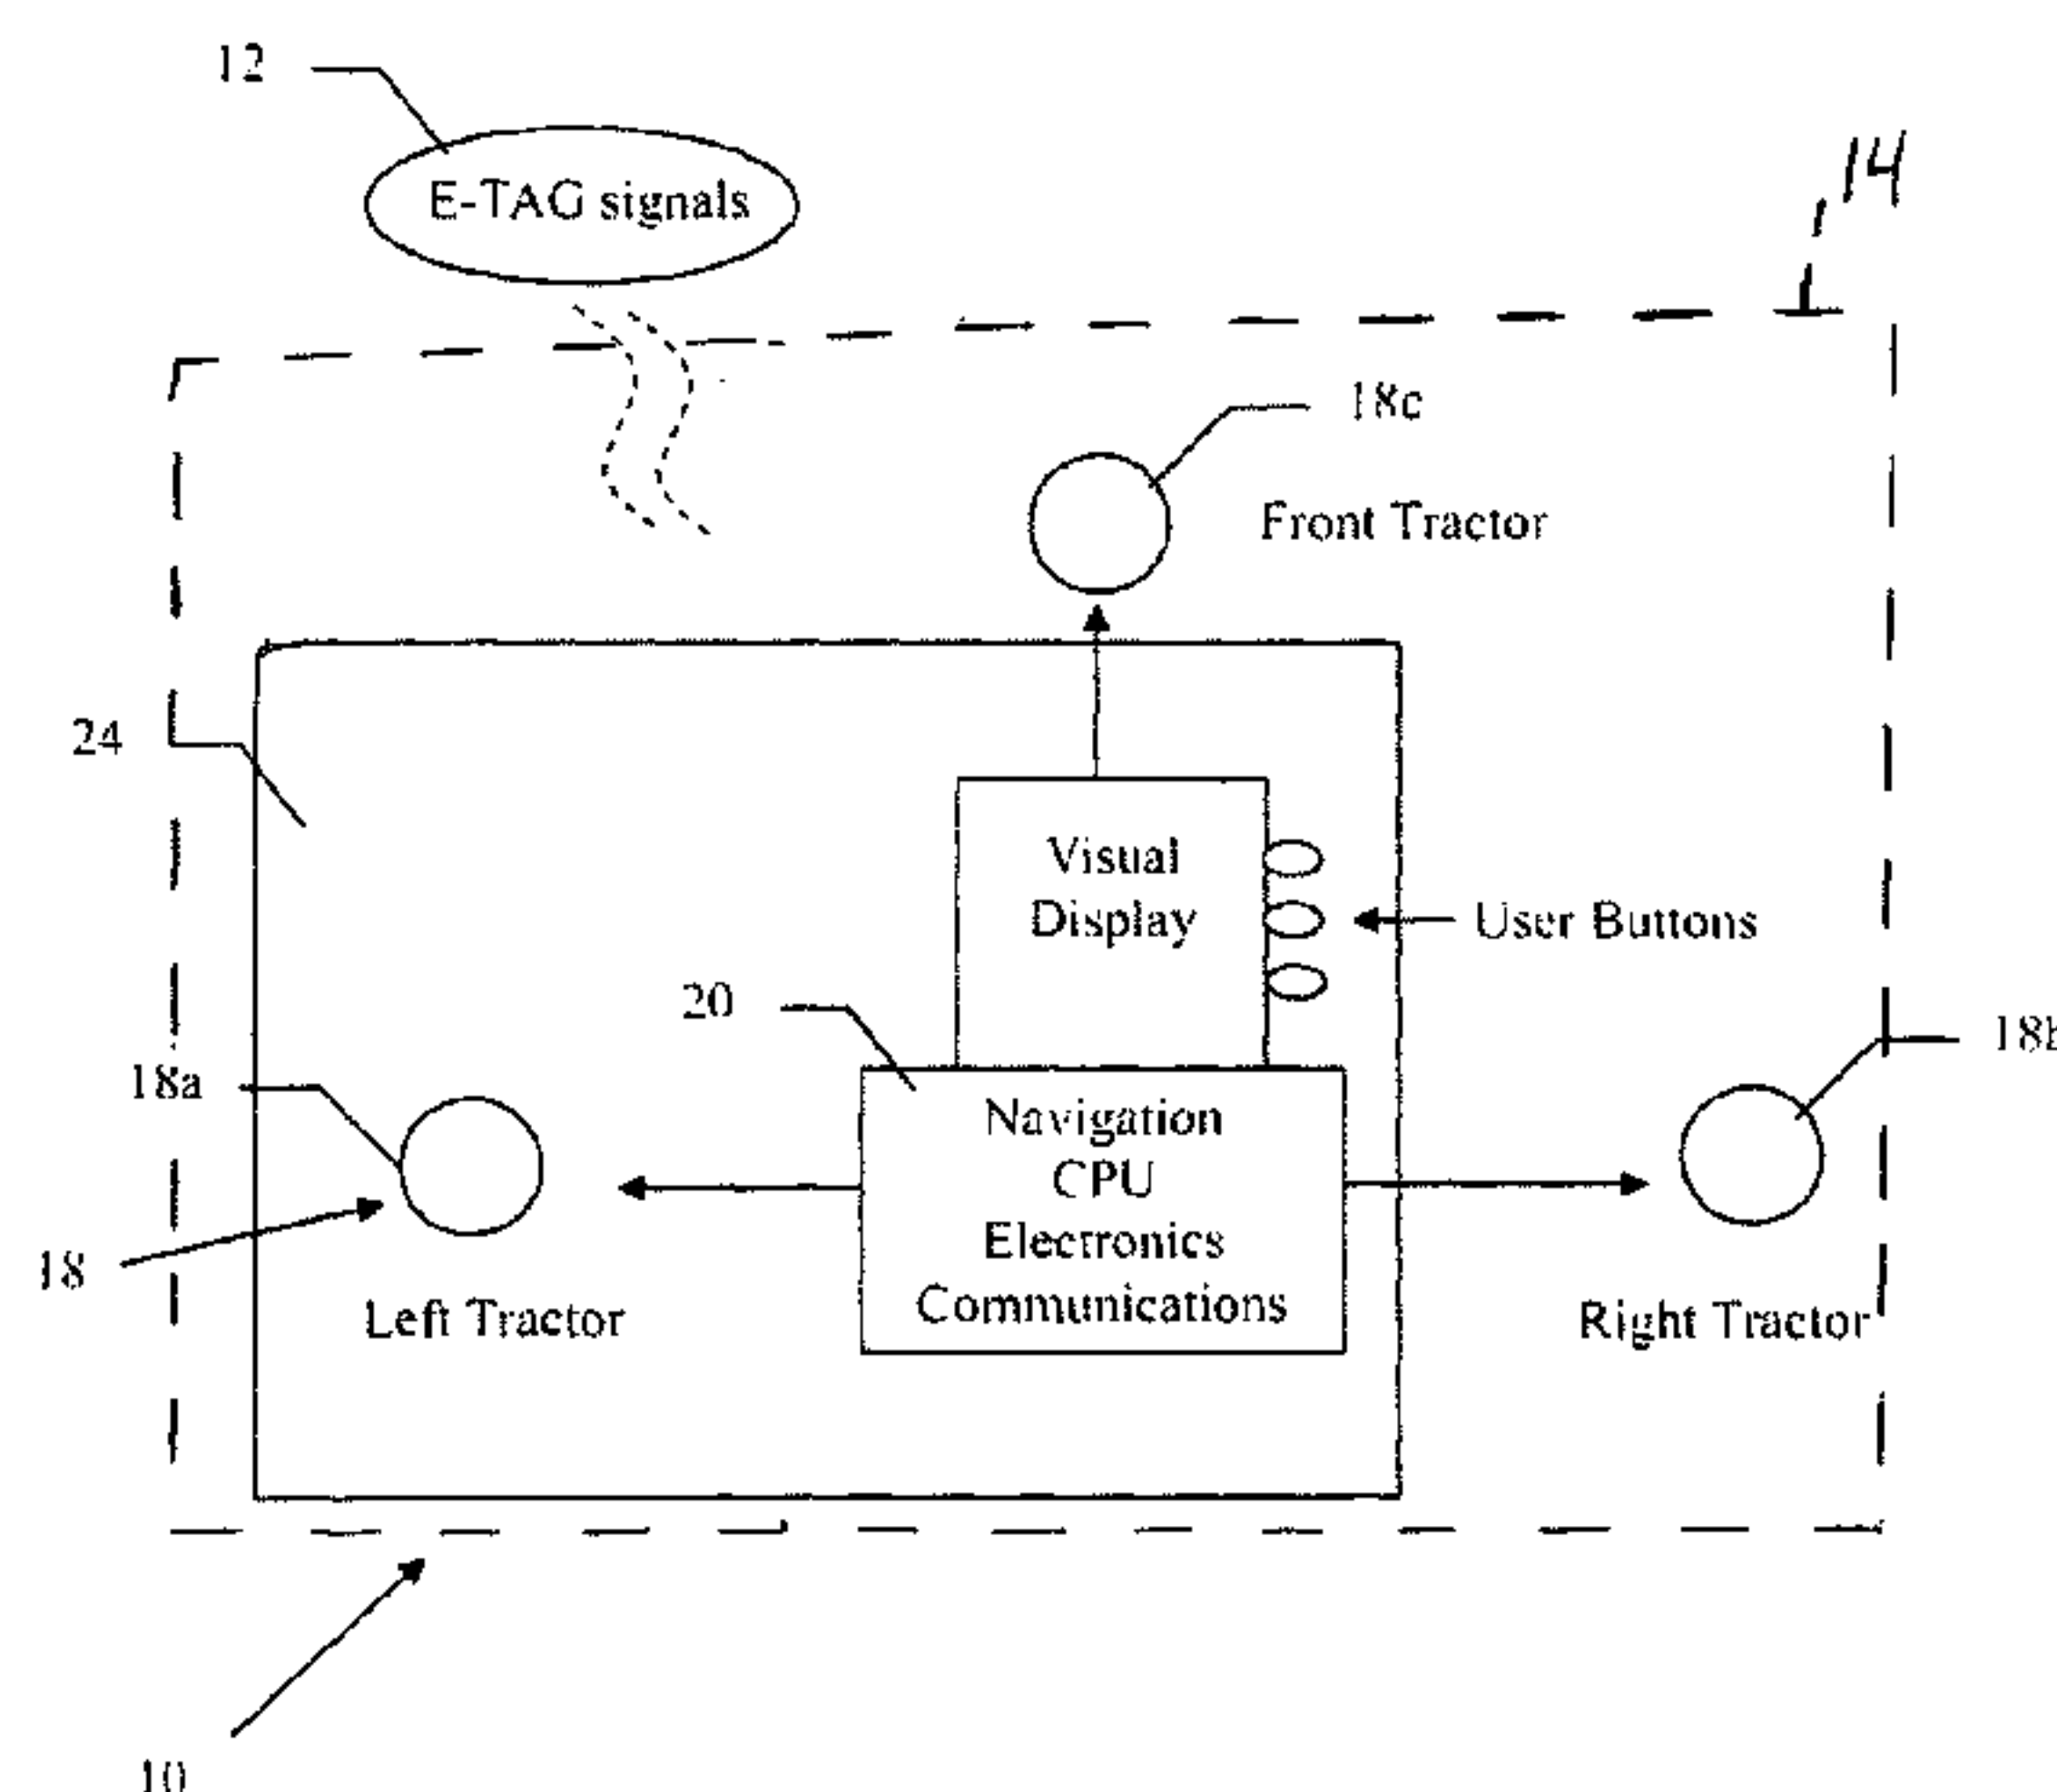 12
E-TAG signals
14
18c
Front Tractor
24
Visual
Display
User Buttons
20
18b
18a
Navigation
CPU
Electronics
Communications
18
Left Tractor
Right Tractor
10